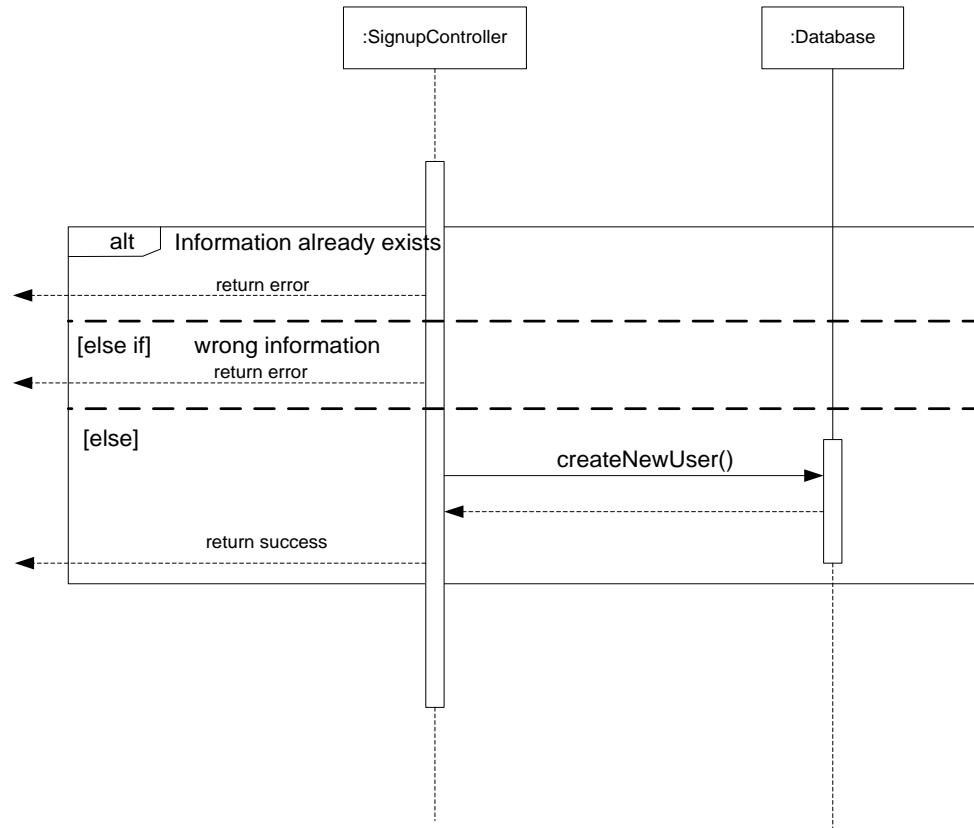 :SignupController
:Database
alt Information already exists
return error
[else if] wrong information
return error
[else]
createNewUser()
return success